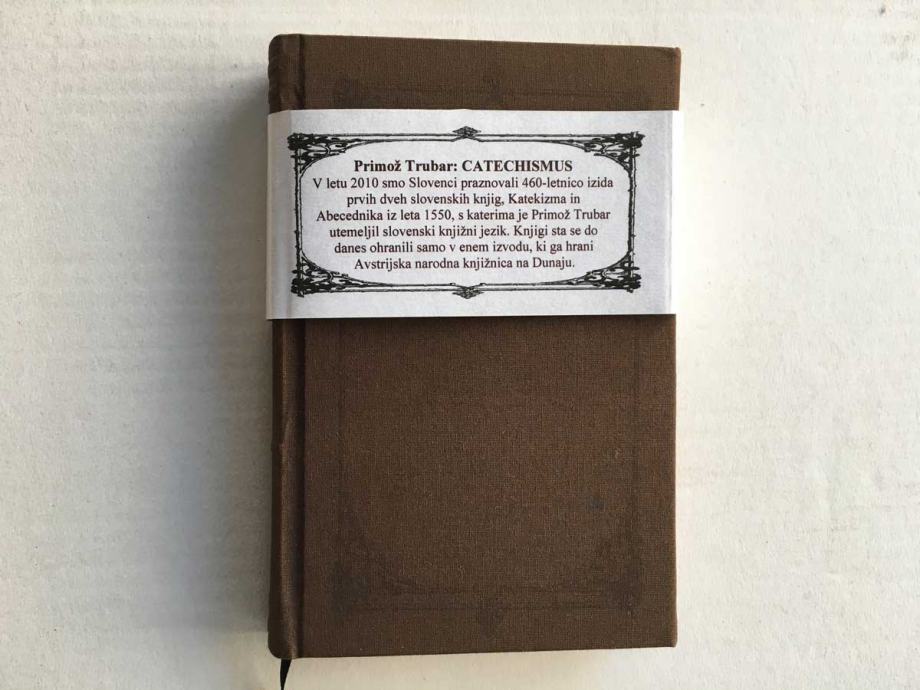 Primož Trubar: CATECHISMUS
V letu 2010 smo Slovenci praznovali 460-letnico izida
prvih dveh slovenskih knjig, Katekizma in
Abecednika iz leta 1550, s katerima je Primož Trubar
utemeljil slovenski knjižni jezik. Knjigi sta se do
danes ohranili samo v enem izvodu, ki ga hrani
Avstrijska narodna knjižnica na Dunaju.